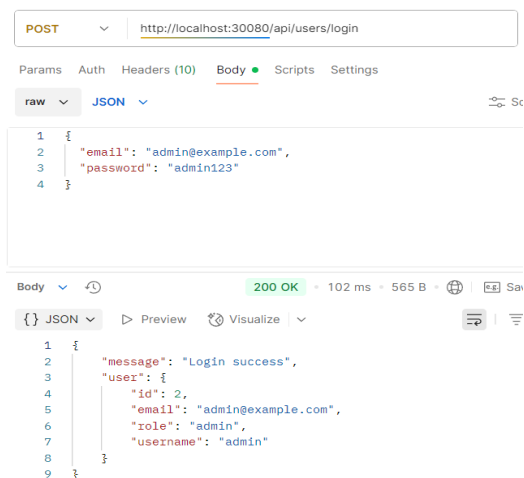 POST http://localhost:30080/api/users/login
Params Auth Headers (10) Body Scripts Settings
raw JSON
1 {
2 "email": "admin@example.com",
3 "password": "admin123"
4 }
Body 200 OK • 102 ms • 565 B • e.g.
{} JSON Preview Visualize
1 {
2 "message": "Login success",
3 "user": {
4 "id": 2,
5 "email": "admin@example.com",
6 "role": "admin",
7 "username": "admin"
8 }
9 }